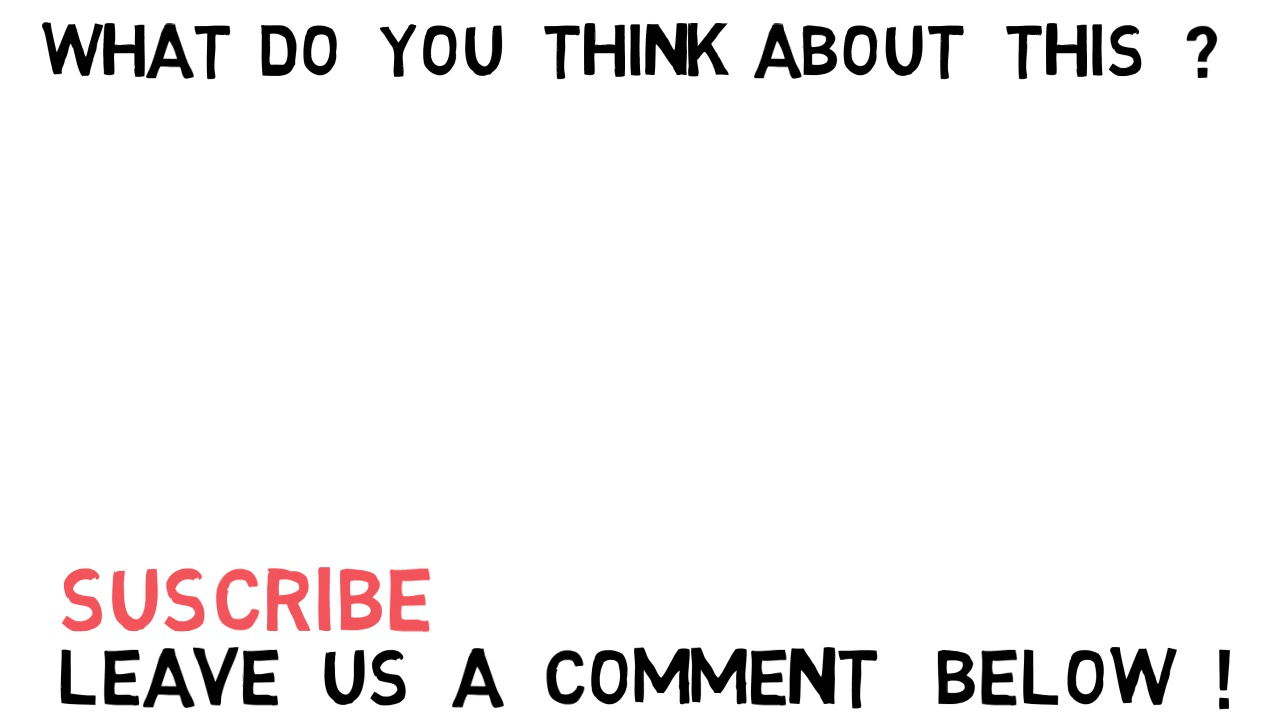 WHAT DO YOU THINK ABOUT THIS ?
SUSCRIBE
LEAVE US A COMMENT BELOW !